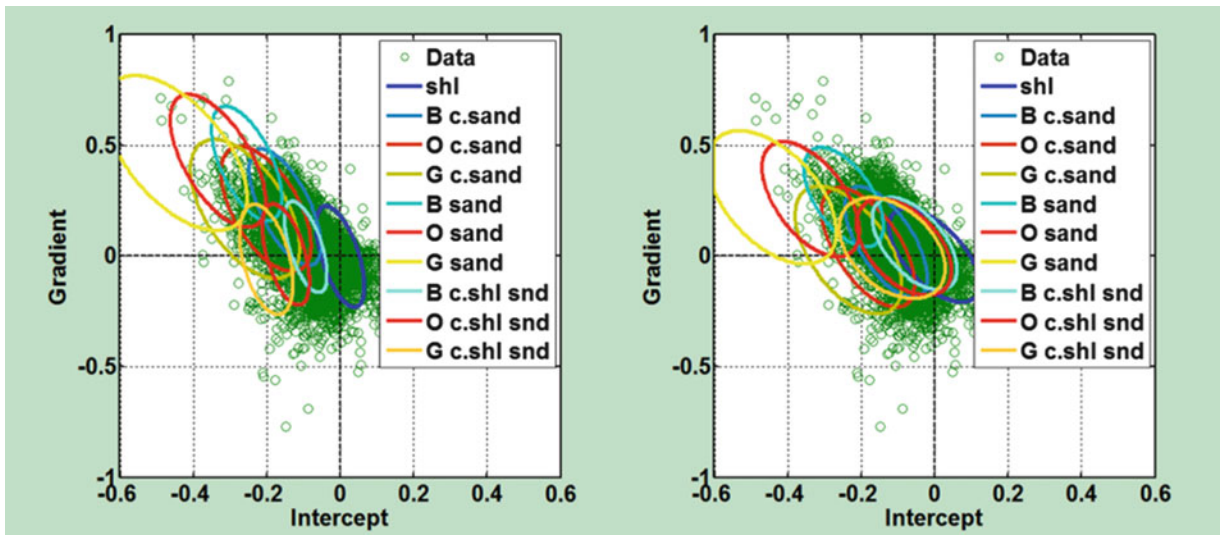 1
0.5
0
-0.5
-1
Gradient
-0.6 -0.4 -0.2 0 0.2 0.4 0.6
Intercept
Data
shl
B c.sand
O c.sand
G c.sand
B sand
O sand
G sand
B c.shl snd
O c.shl snd
G c.shl snd
1
0.5
0
-0.5
-1
Gradient
-0.6 -0.4 -0.2 0 0.2 0.4 0.6
Intercept
Data
shl
B c.sand
O c.sand
G c.sand
B sand
O sand
G sand
B c.shl snd
O c.shl snd
G c.shl snd